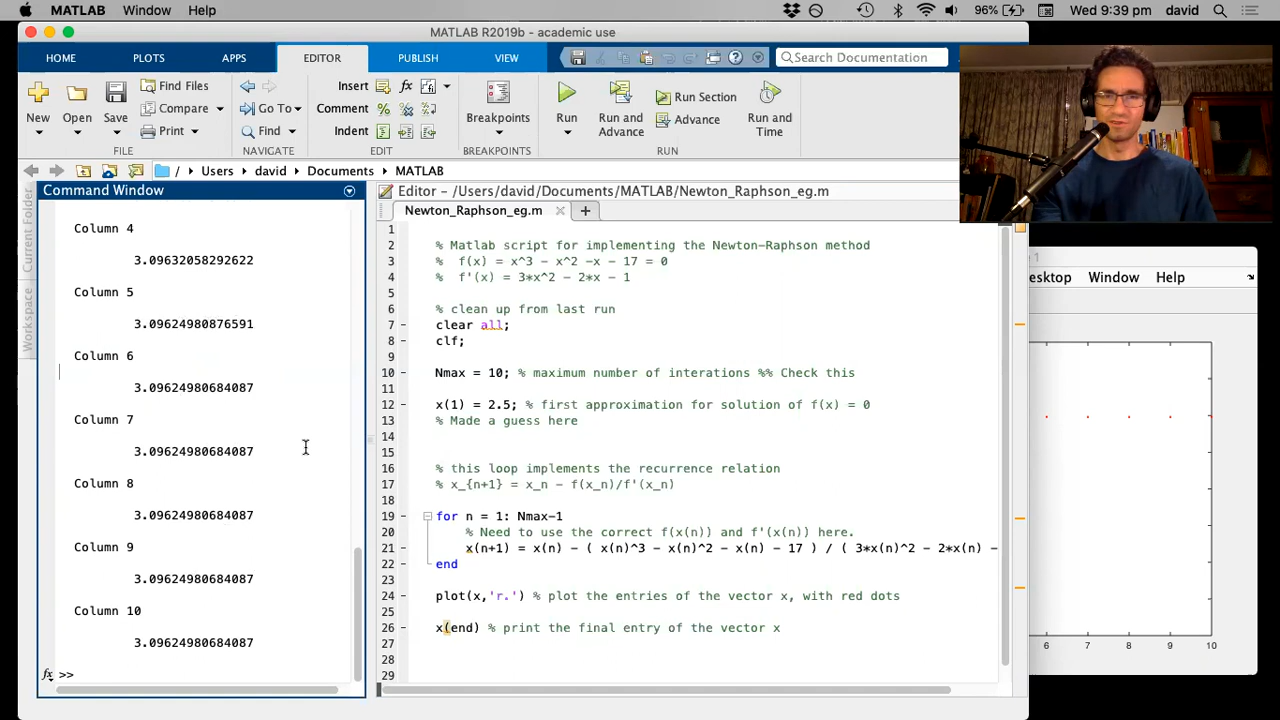 MATLAB Window Help
96% Wed 9:39 pm david
MATLAB R2019b - academic use
HOME PLOTS APPS EDITOR PUBLISH VIEW
Search Documentation
New Open Save
Find Files
Compare
Print
FILE
Go To
Find
NAVIGATE
Insert
Comment
Indent
EDIT
Breakpoints
BREAKPOINTS
Run
Run and Advance
Run Section
Advance
Run and Time
RUN
/ Users david Documents MATLAB
Current Folder
Workspace
Command Window
Column 4
3.09632058292622
Column 5
3.09624980876591
Column 6
3.09624980684087
Column 7
3.09624980684087
Column 8
3.09624980684087
Column 9
3.09624980684087
Column 10
3.09624980684087
fx >>
Editor - /Users/david/Documents/MATLAB/Newton_Raphson_eg.m
Newton_Raphson_eg.m
1
2 % Matlab script for implementing the Newton-Raphson method
3 % f(x) = x^3 - x^2 -x - 17 = 0
4 % f'(x) = 3*x^2 - 2*x - 1
5
6 % clean up from last run
7 - clear all;
8 - clf;
9
10 - Nmax = 10; % maximum number of interations %% Check this
11
12 - x(1) = 2.5; % first approximation for solution of f(x) = 0
13 % Made a guess here
14
15
16 % this loop implements the recurrence relation
17 % x_{n+1} = x_n - f(x_n)/f'(x_n)
18
19 - for n = 1: Nmax-1
20 % Need to use the correct f(x(n)) and f'(x(n)) here.
21 - x(n+1) = x(n) - ( x(n)^3 - x(n)^2 - x(n) - 17 ) / ( 3*x(n)^2 - 2*x(n) -
22 - end
23
24 - plot(x,'r.') % plot the entries of the vector x, with red dots
25
26 - x(end) % print the final entry of the vector x
27
28
29
1
esktop Window Help
6 7 8 9 10